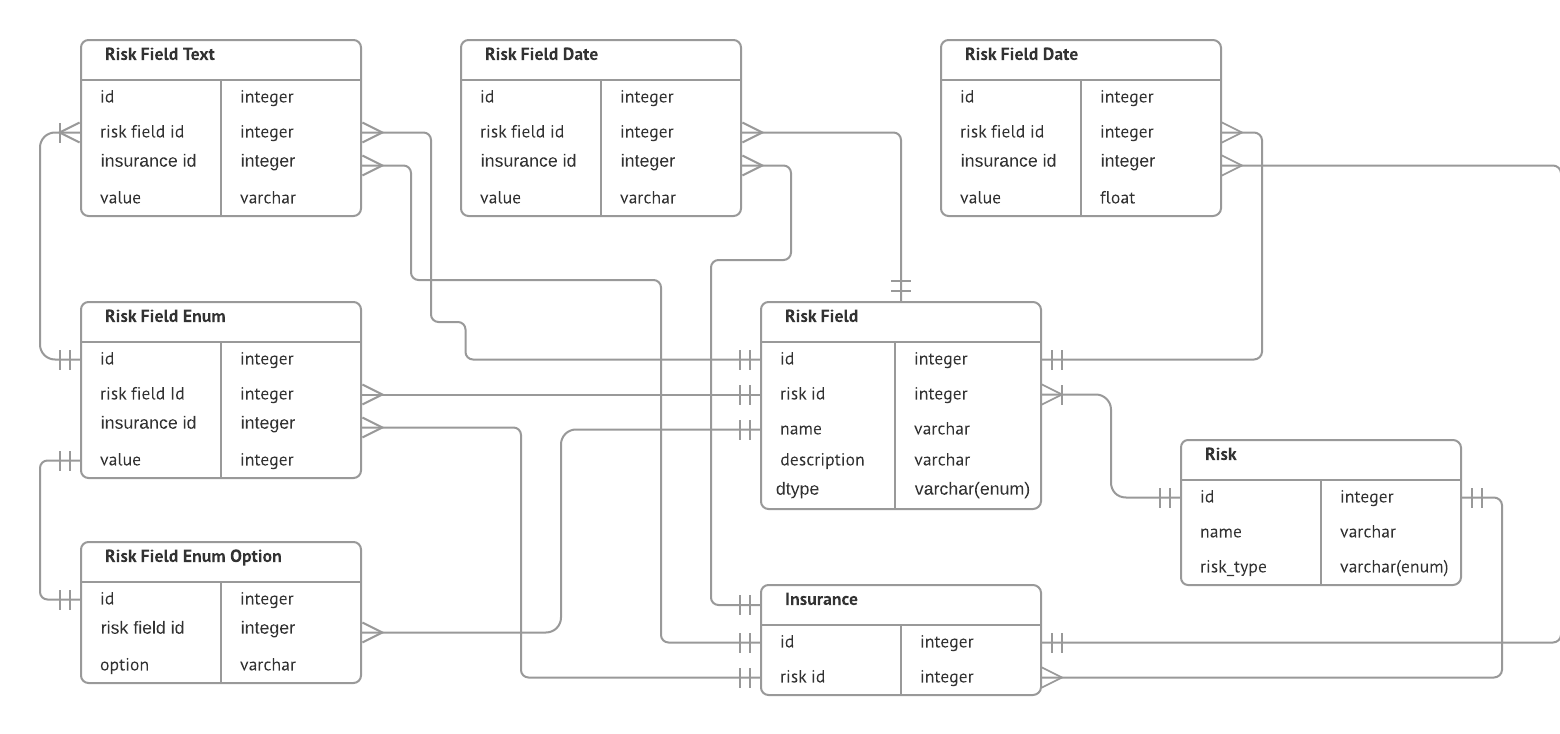 Risk Field Text
id integer
risk field id integer
insurance id integer
value varchar
Risk Field Date
id integer
risk field id integer
insurance id integer
value varchar
Risk Field Date
id integer
risk field id integer
insurance id integer
value float
Risk Field Enum
id integer
risk field Id integer
insurance id integer
value integer
Risk Field
id integer
risk id integer
name varchar
description varchar
dtype varchar(enum)
Risk
id integer
name varchar
risk_type varchar(enum)
Risk Field Enum Option
id integer
risk field id integer
option varchar
Insurance
id integer
risk id integer